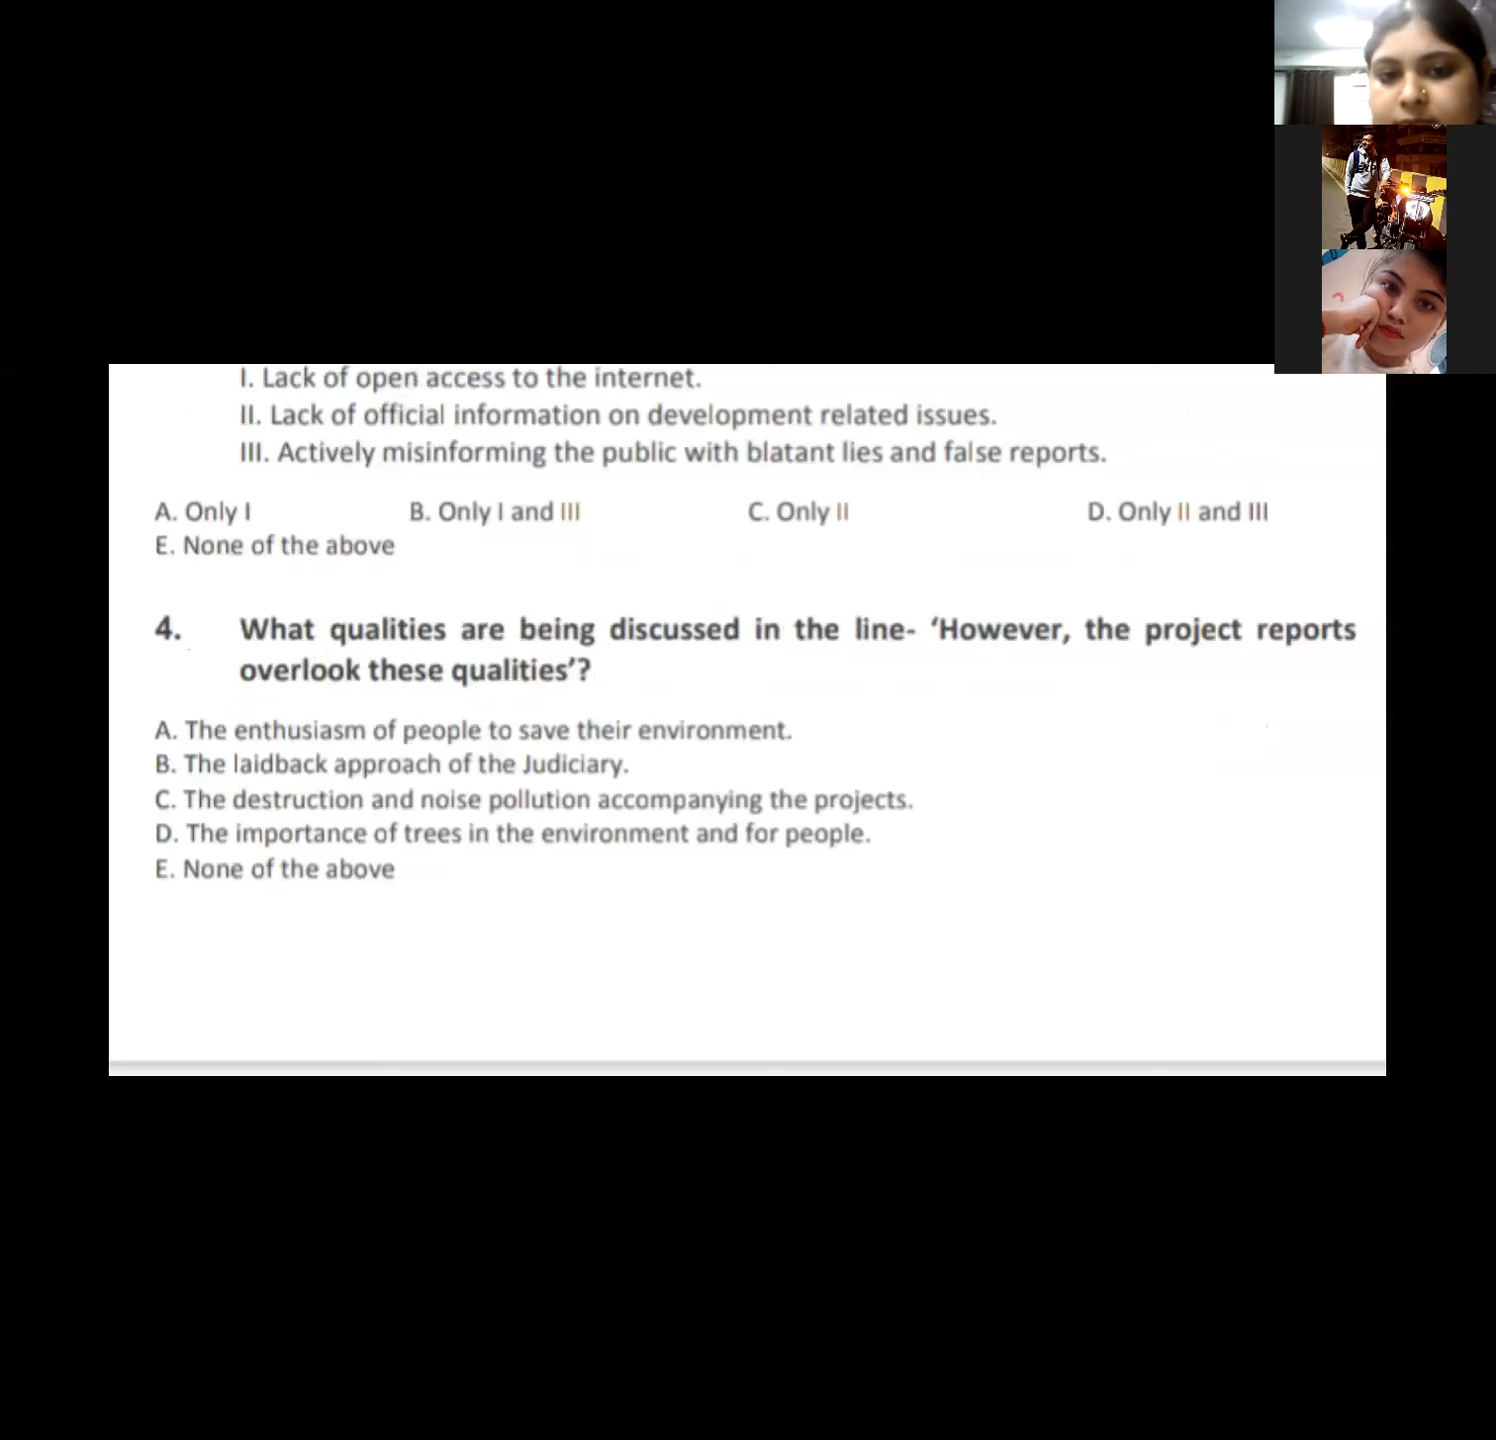 I. Lack of open access to the internet.
II. Lack of official information on development related issues.
III. Actively misinforming the public with blatant lies and false reports.
A. Only I B. Only I and III C. Only II D. Only II and III
E. None of the above
4. What qualities are being discussed in the line- ‘However, the project reports
overlook these qualities’?
A. The enthusiasm of people to save their environment.
B. The laidback approach of the Judiciary.
C. The destruction and noise pollution accompanying the projects.
D. The importance of trees in the environment and for people.
E. None of the above